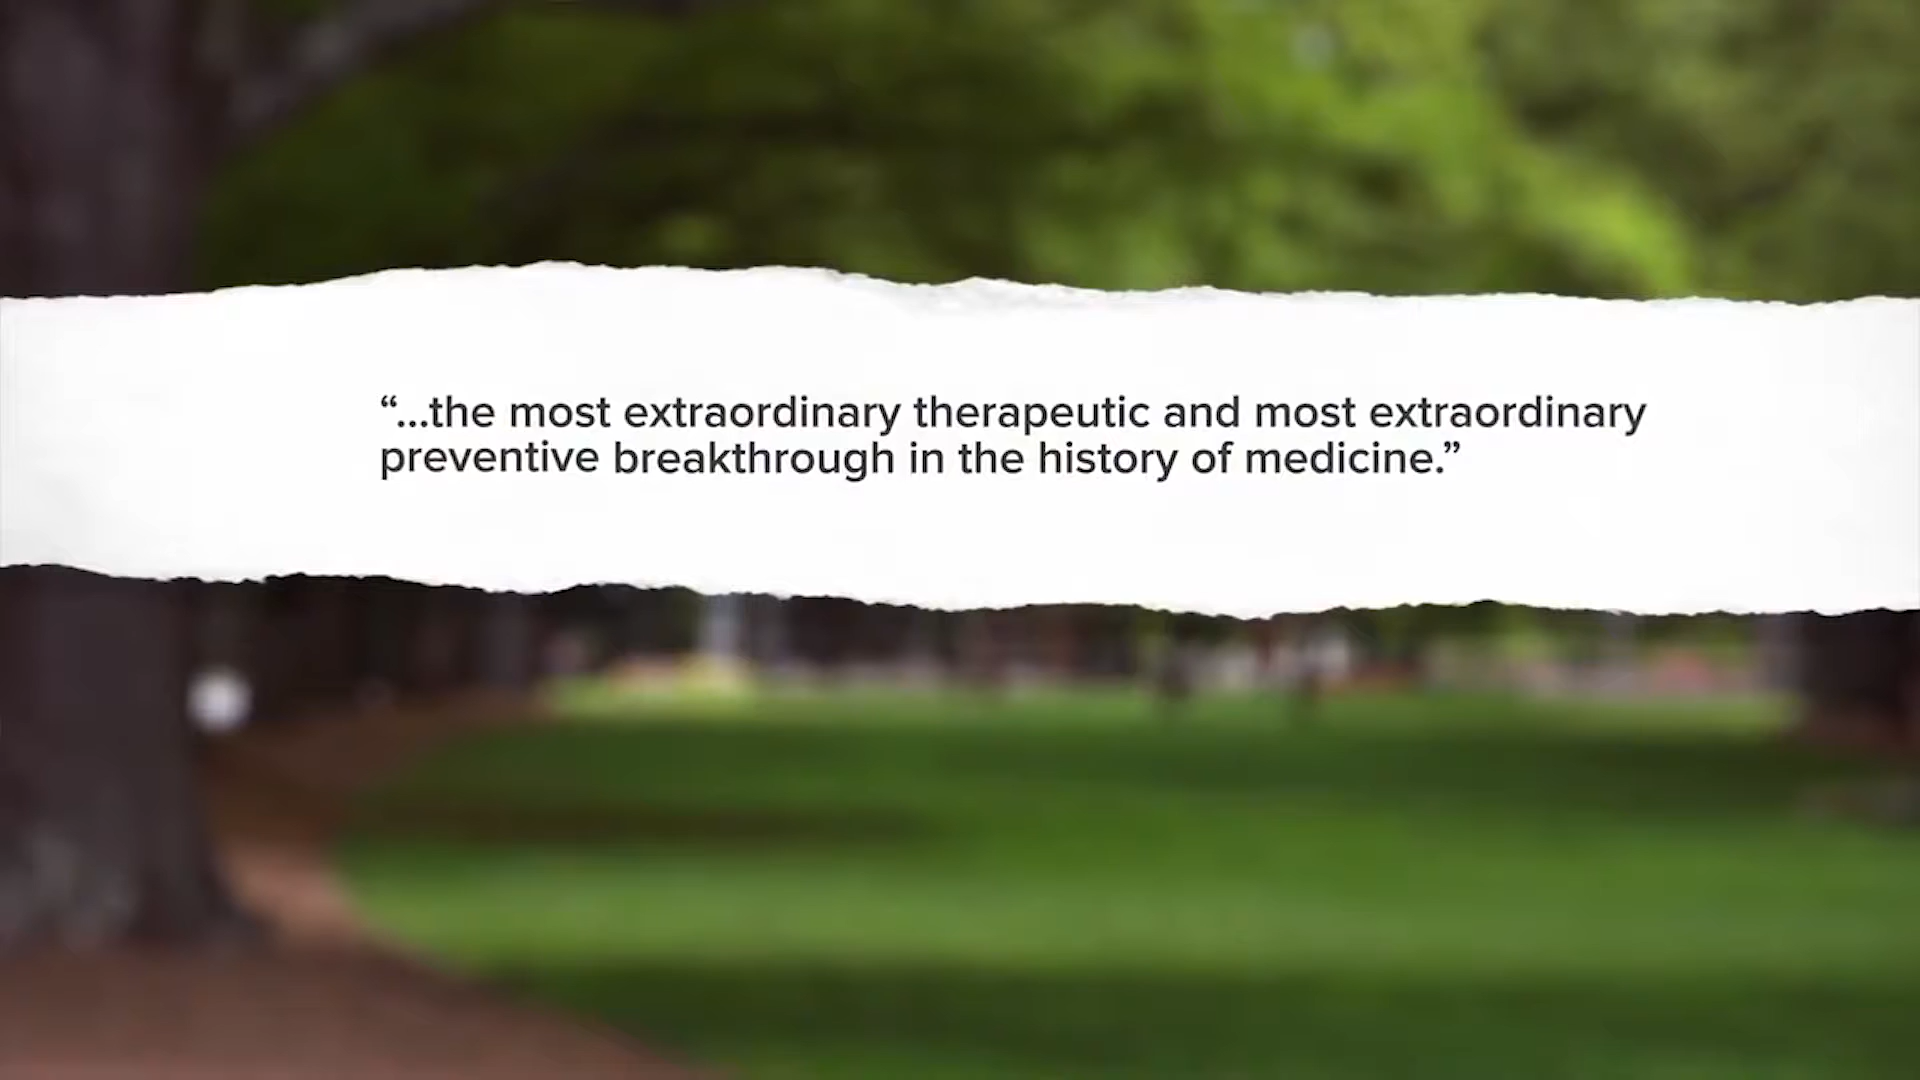 “...the most extraordinary therapeutic and most extraordinary
preventive breakthrough in the history of medicine.”